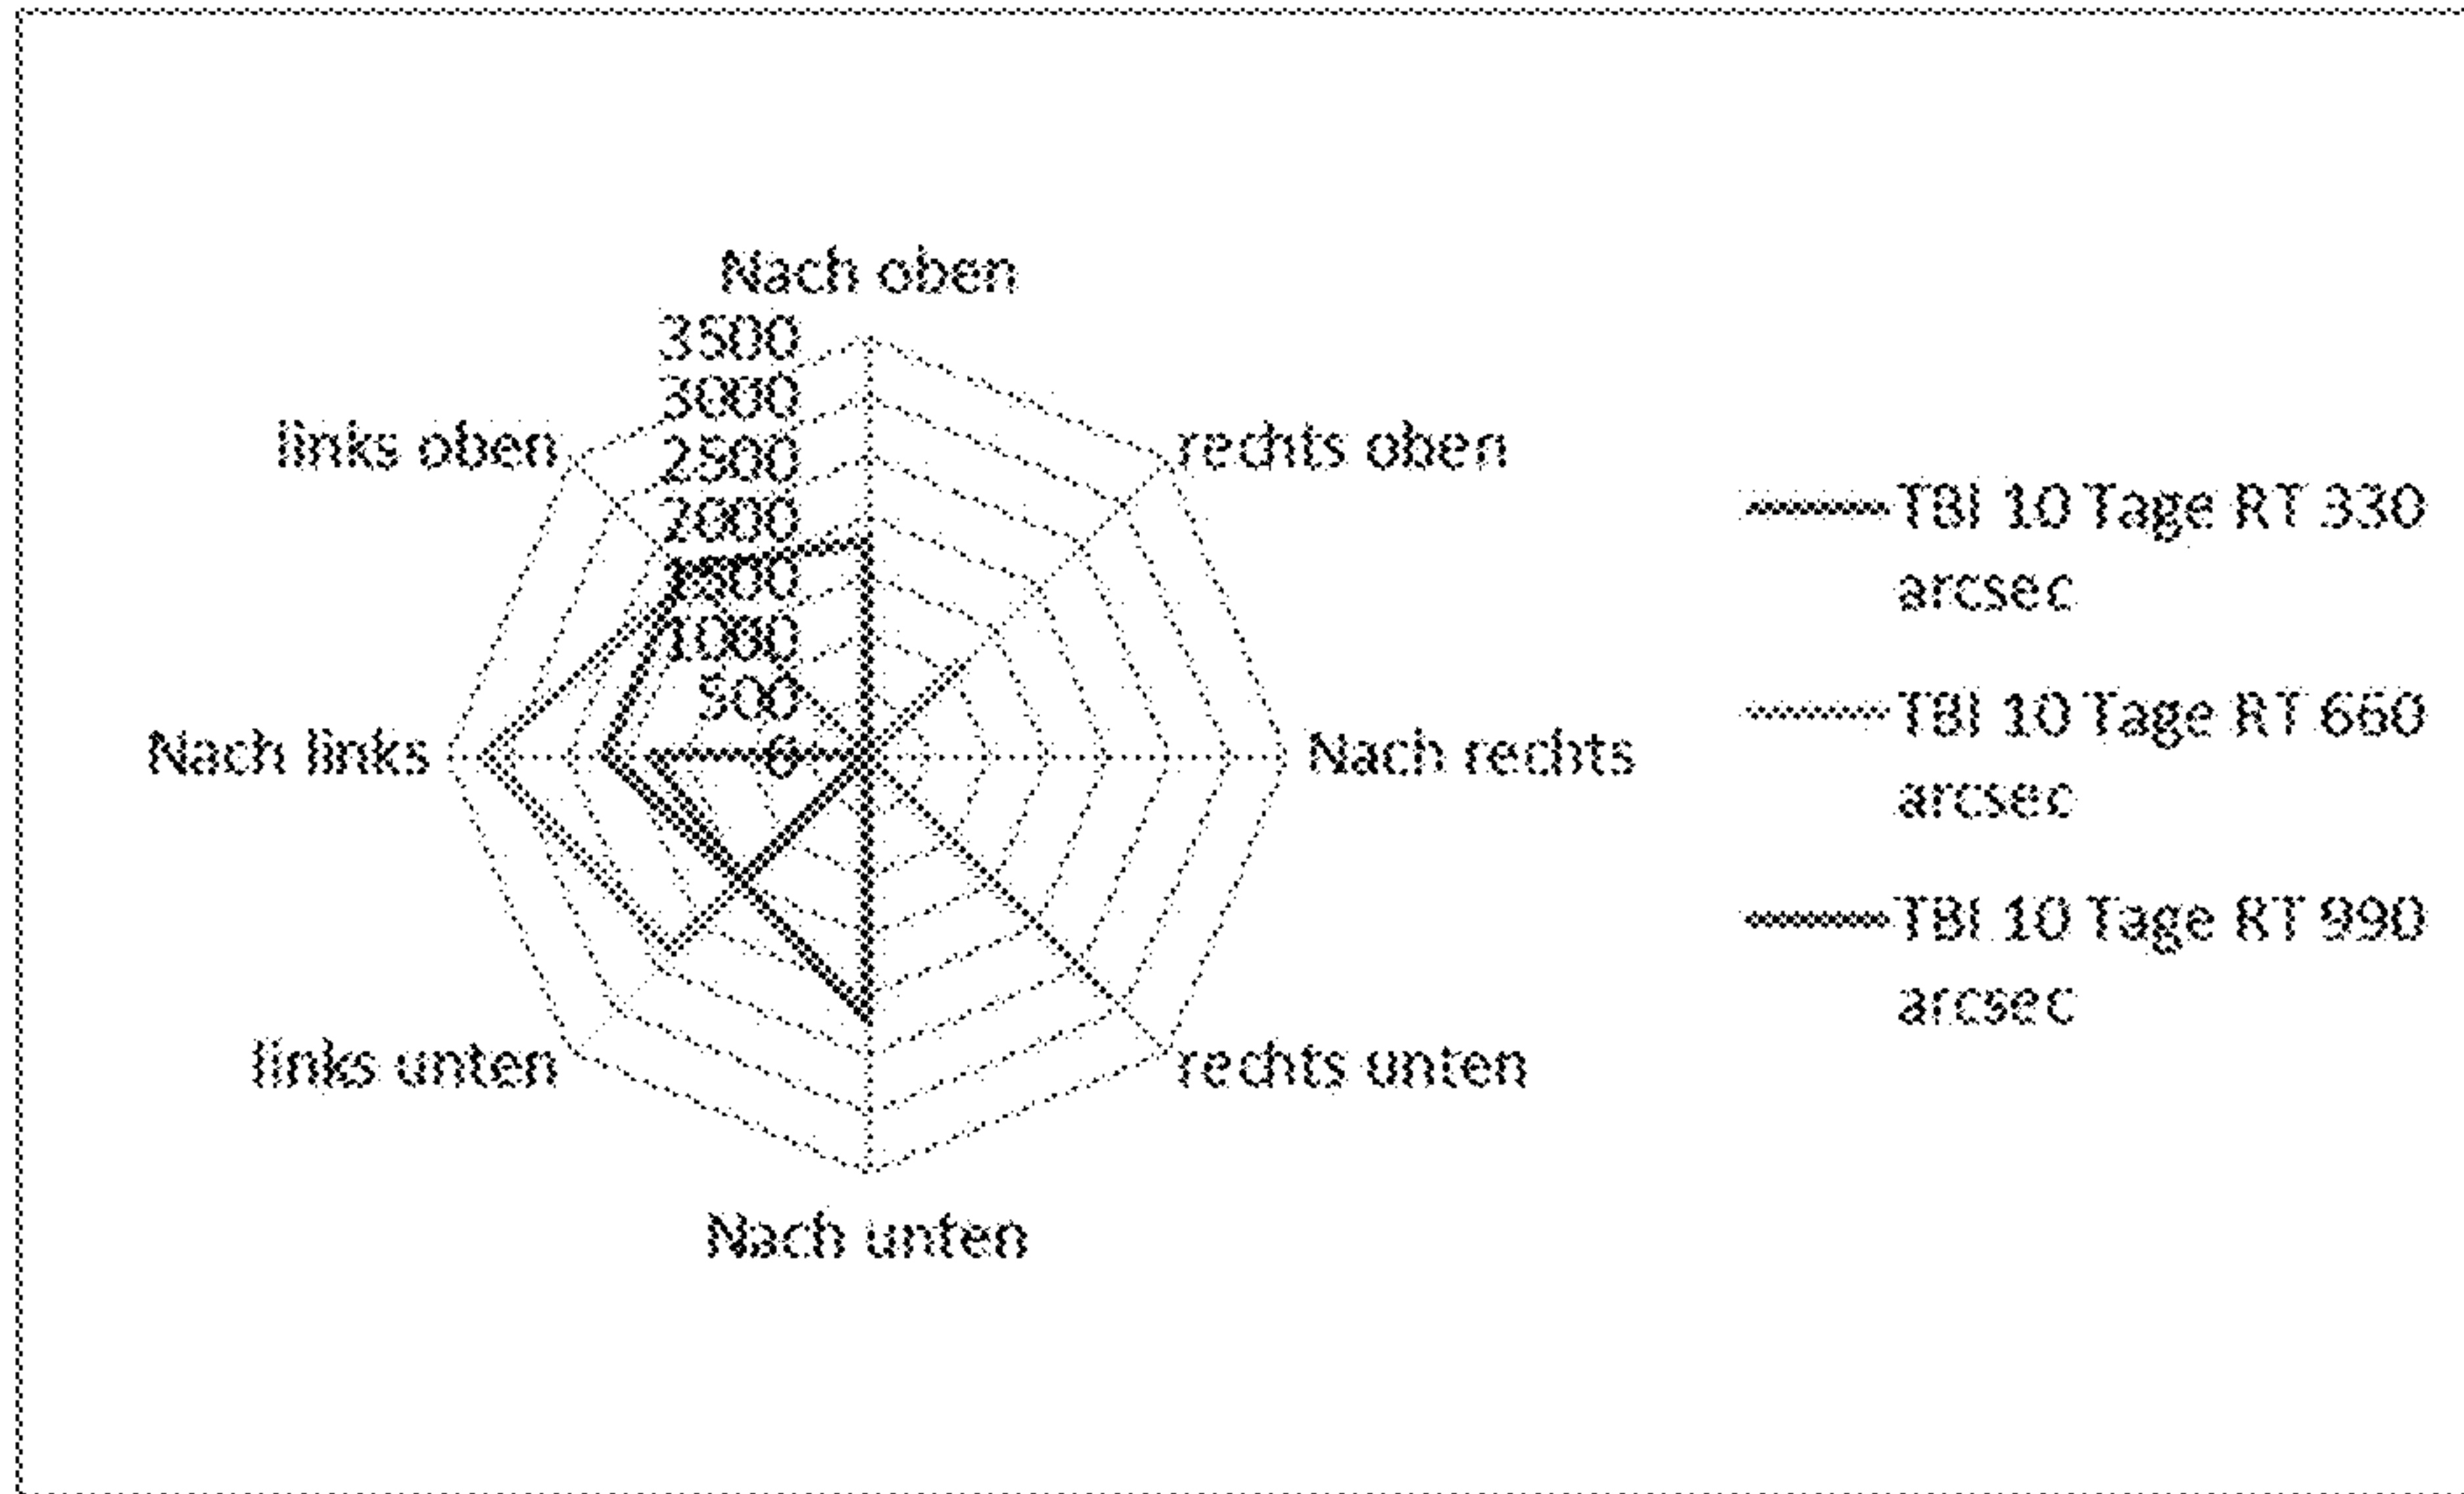 Nach oben
3500
3000
2500
2000
1500
1000
500
0
links oben
rechts oben
Nach links
Nach rechts
links unten
rechts unten
Nach unten
TBI 10 Tage RT 330
arcsec
TBI 10 Tage RT 660
arcsec
TBI 10 Tage RT 990
arcsec